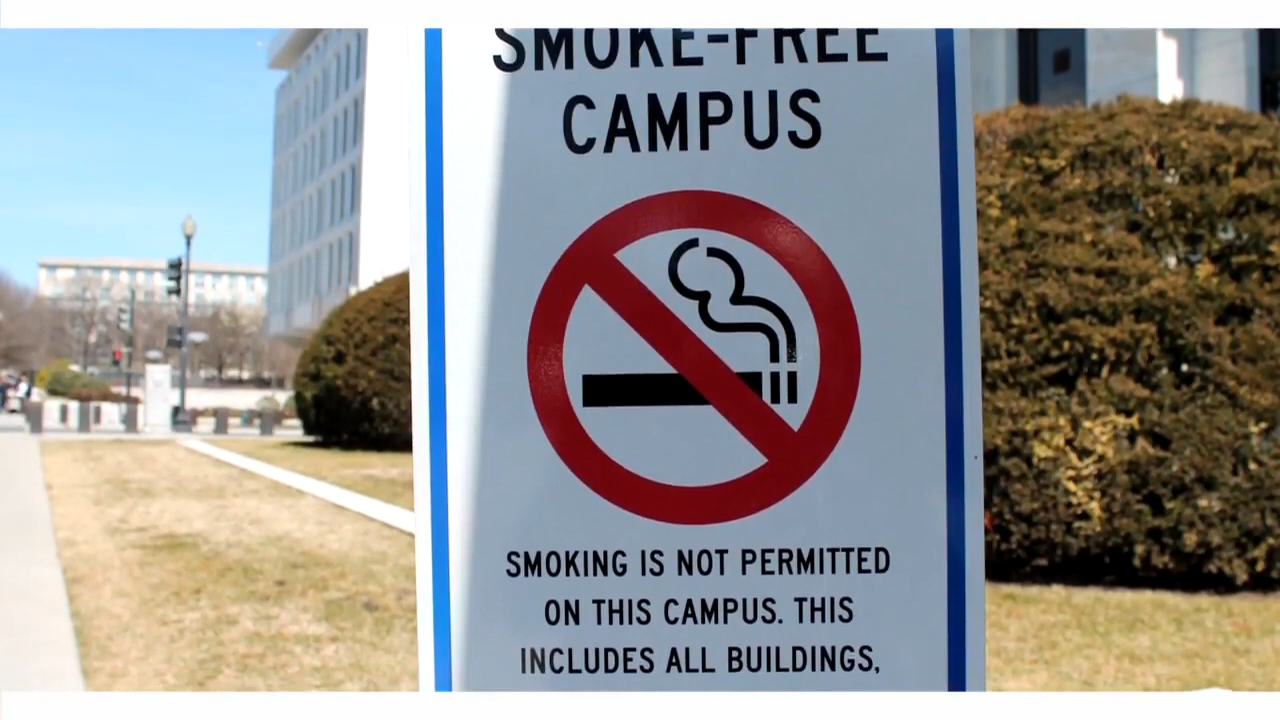 SMOKE-FREE
CAMPUS
SMOKING IS NOT PERMITTED
ON THIS CAMPUS. THIS
INCLUDES ALL BUILDINGS,